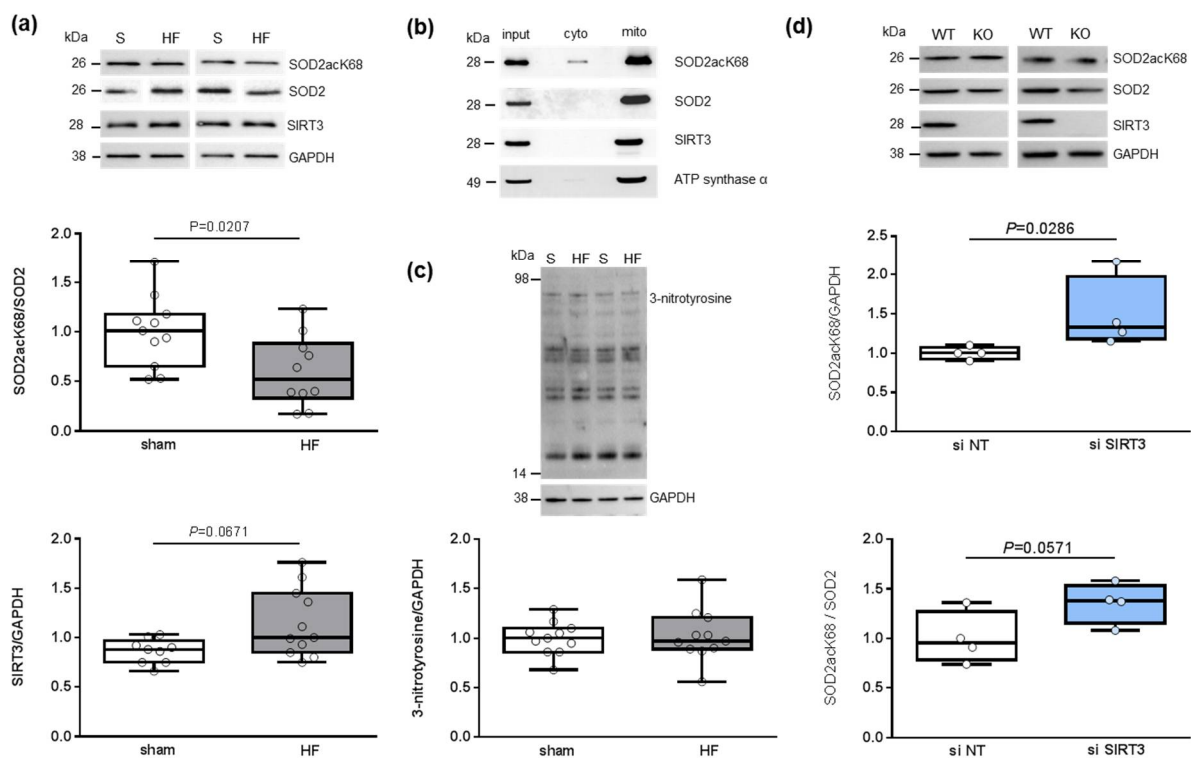 (a)
kDa
S HF S HF
26
SOD2acK68
26
SOD2
28
SIRT3
38
GAPDH
P=0.0207
SOD2acK68/SOD2
2.0
1.5
1.0
0.5
0.0
sham HF
P=0.0671
SIRT3/GAPDH
2.0
1.5
1.0
0.5
0.0
sham HF
(b)
kDa
input cyto mito
28
SOD2acK68
28
SOD2
28
SIRT3
49
ATP synthase α
(c)
kDa
S HF S HF
98
3-nitrotyrosine
14
38
GAPDH
3-nitrotyrosine/GAPDH
2.0
1.5
1.0
0.5
0.0
sham HF
(d)
kDa
WT KO WT KO
26
SOD2acK68
26
SOD2
28
SIRT3
38
GAPDH
P=0.0286
SOD2acK68/GAPDH
2.5
2.0
1.5
1.0
0.5
0.0
si NT si SIRT3
P=0.0571
SOD2acK68 / SOD2
2.0
1.5
1.0
0.5
0.0
si NT si SIRT3